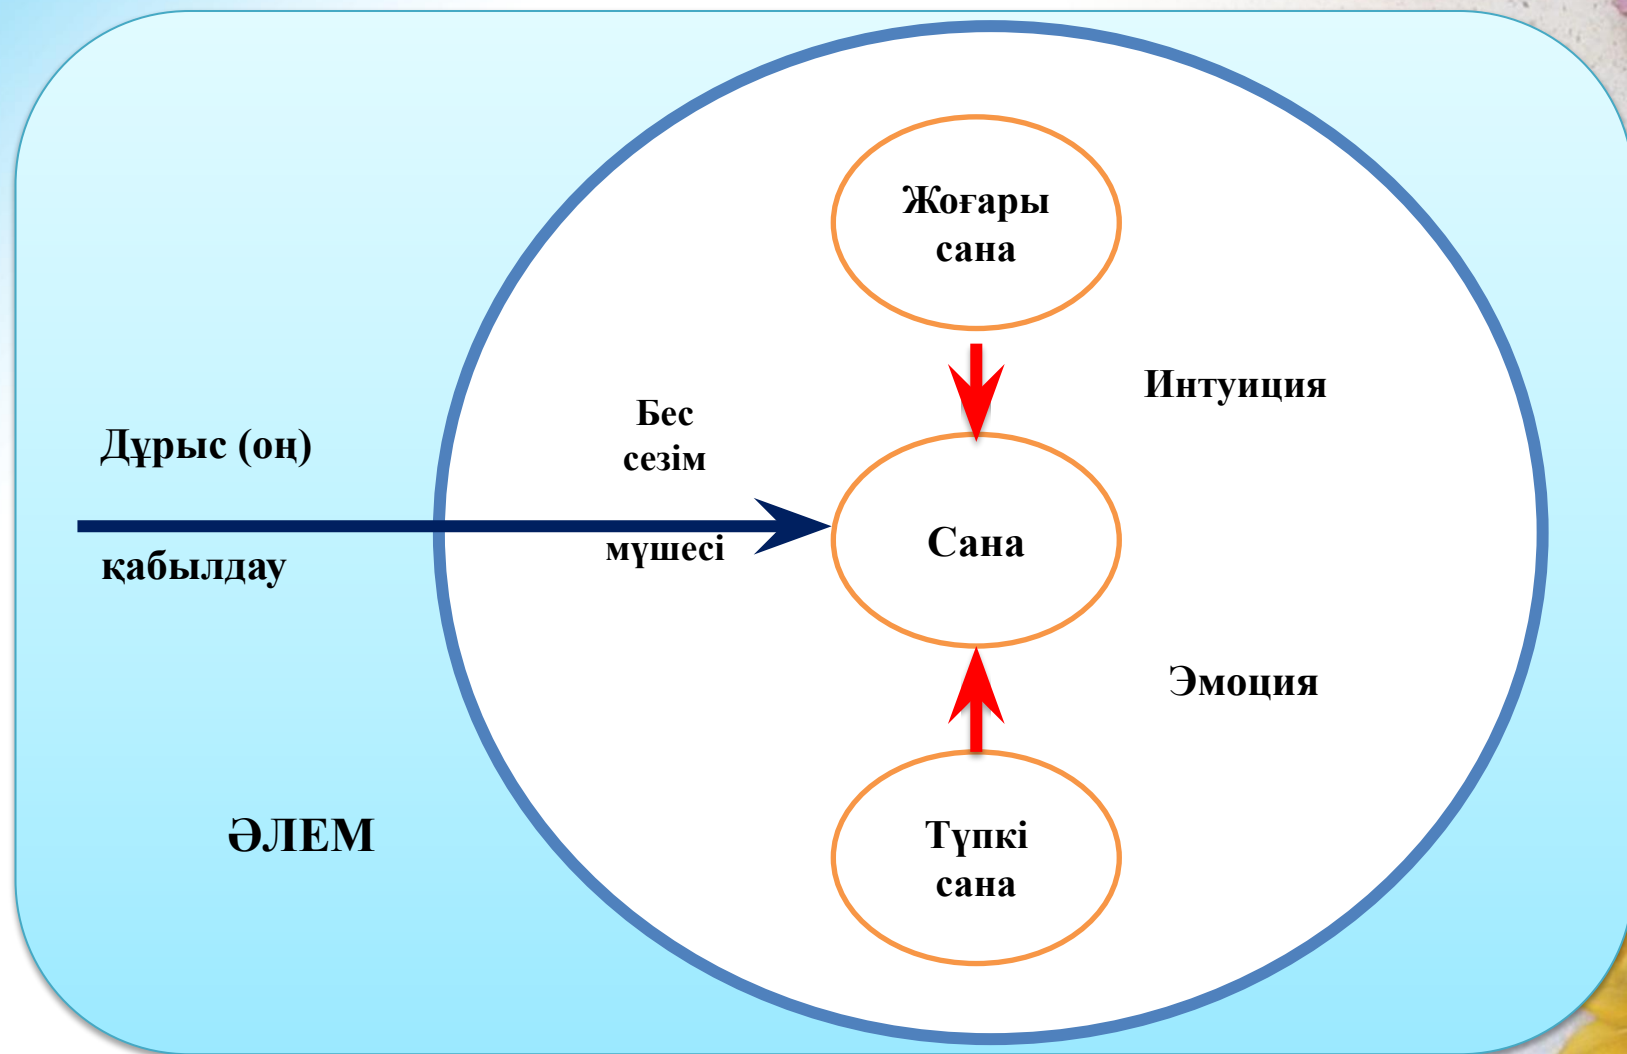 Жоғары
сана
Интуиция
Бес
сезім
мүшесі
Дұрыс (оң)
қабылдау
Сана
Эмоция
ӘЛЕМ
Түпкі
сана